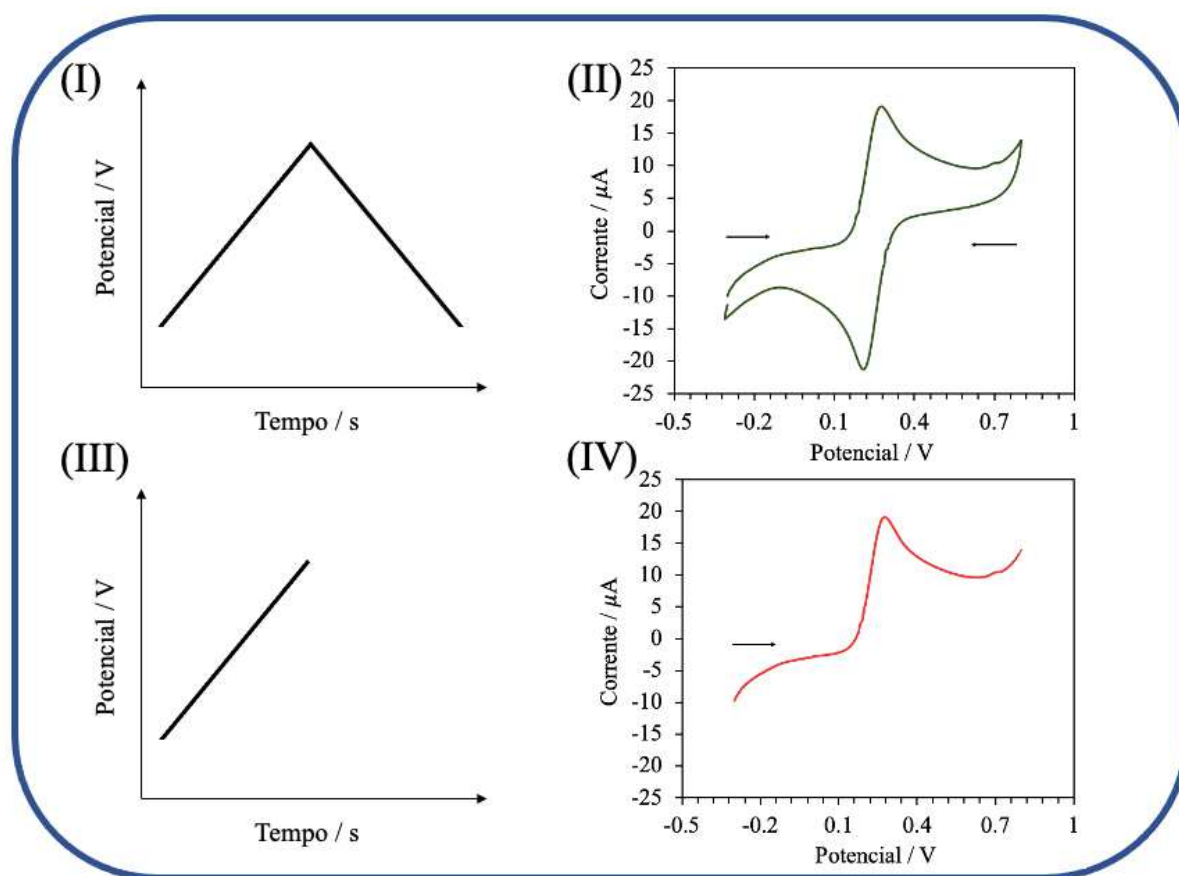 (I)
Potencial / V
Tempo / s
(II)
Corrente / μA
25
20
15
10
5
0
-5
-10
-15
-20
-25
-0.5 -0.2 0.1 0.4 0.7 1
Potencial / V
(III)
Potencial / V
Tempo / s
(IV)
Corrente / μA
25
20
15
10
5
0
-5
-10
-15
-20
-25
-0.5 -0.2 0.1 0.4 0.7 1
Potencial / V